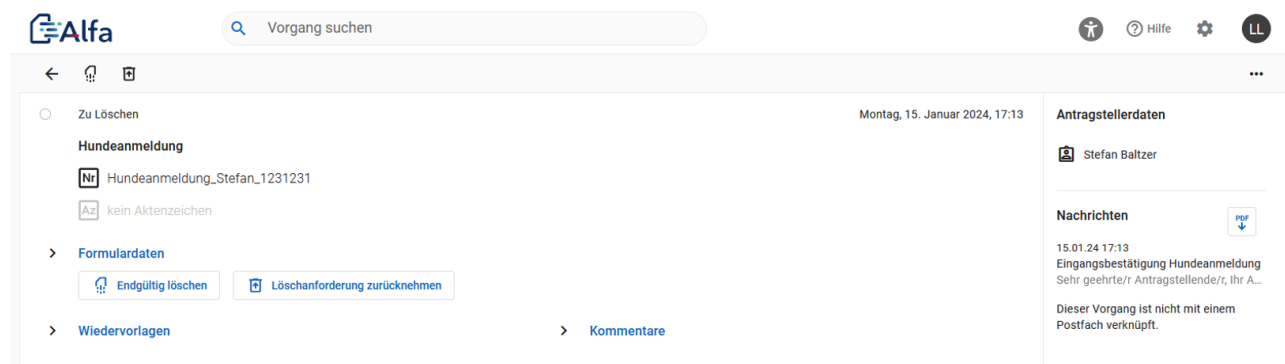 Alfa
Vorgang suchen
Hilfe
LL
Zu Löschen
Montag, 15. Januar 2024, 17:13
Hundeanmeldung
Nr Hundeanmeldung_Stefan_1231231
Az kein Aktenzeichen
Formulardaten
Endgültig löschen
Löschanforderung zurücknehmen
Wiedervorlagen
Kommentare
Antragstellerdaten
Stefan Baltzer
Nachrichten
PDF
15.01.24 17:13
Eingangsbestätigung Hundeanmeldung
Sehr geehrte/r Antragstellende/r, Ihr A...
Dieser Vorgang ist nicht mit einem
Postfach verknüpft.